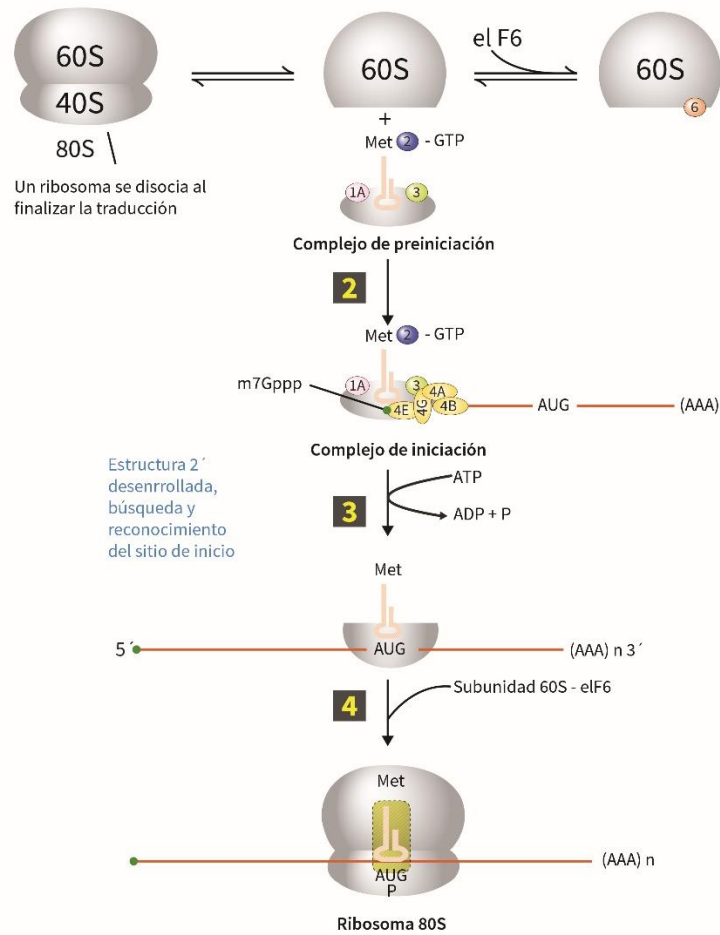 60S
40S
80S
Un ribosoma se disocia al
finalizar la traducción
60S
el F6
60S
6
+
Met 2 - GTP
1A 3
Complejo de preiniciación
2
Met 2 - GTP
m7Gppp
1A 3
4A
4E 4G 4B
AUG
(AAA)
Complejo de iniciación
Estructura 2´
desenrrollada,
búsqueda y
reconocimiento
del sitio de inicio
3
ATP
ADP + P
Met
5´
AUG
(AAA) n 3´
4
Subunidad 60S - elF6
Met
AUG
P
(AAA) n
Ribosoma 80S